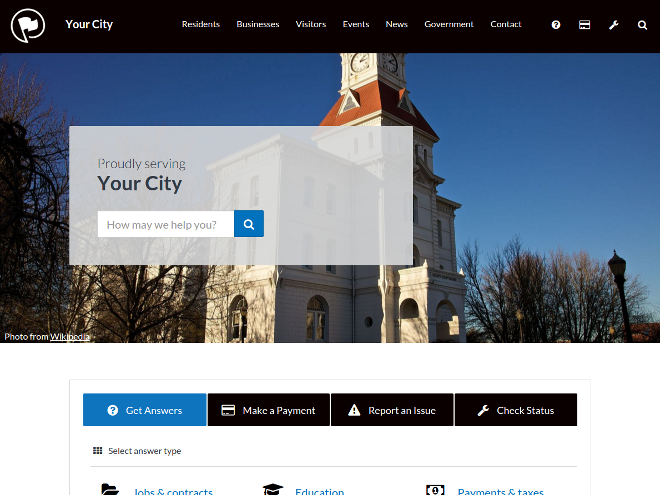 Your City
Residents Businesses Visitors Events News Government Contact
Proudly serving
Your City
How may we help you?
Photo from Wikipedia
Get Answers Make a Payment Report an Issue Check Status
Select answer type
Jobs & contracts Education Payments & taxes